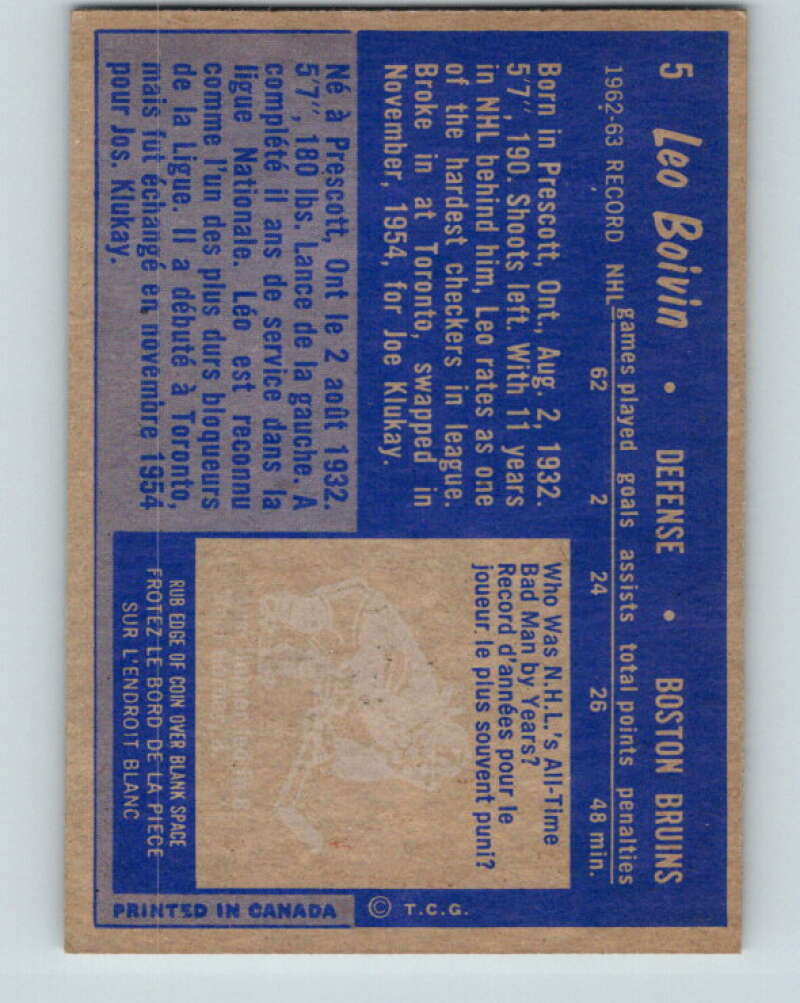 5 Leo Boivin • DEFENSE • BOSTON BRUINS
games played goals assists total points penalties
1962-63 RECORD NHL 62 2 24 26 48 min.
Born in Prescott, Ont., Aug. 2, 1932.
5'7", 190. Shoots left. With 11 years
in NHL behind him, Leo rates as one
of the hardest checkers in league.
Broke in at Toronto, swapped in
November, 1954, for Joe Klukay.
Né à Prescott, Ont le 2 août 1932.
5'7", 180 lbs. Lance de la gauche. A
complété il ans de service dans la
ligue Nationale. Léo est reconnu
comme l'un des plus durs bloqueurs
de la Ligue. Il a débuté à Toronto,
mais fut échangé en novembre 1954
pour Jos. Klukay.
Who Was N.H.L.'s All-Time
Bad Man by Years?
Record d'années pour le
joueur le plus souvent puni?
RUB EDGE OF COIN OVER BLANK SPACE
FROTEZ LE BORD DE LA PIECE
SUR L'ENDROIT BLANC
PRINTED IN CANADA
© T.C.G.